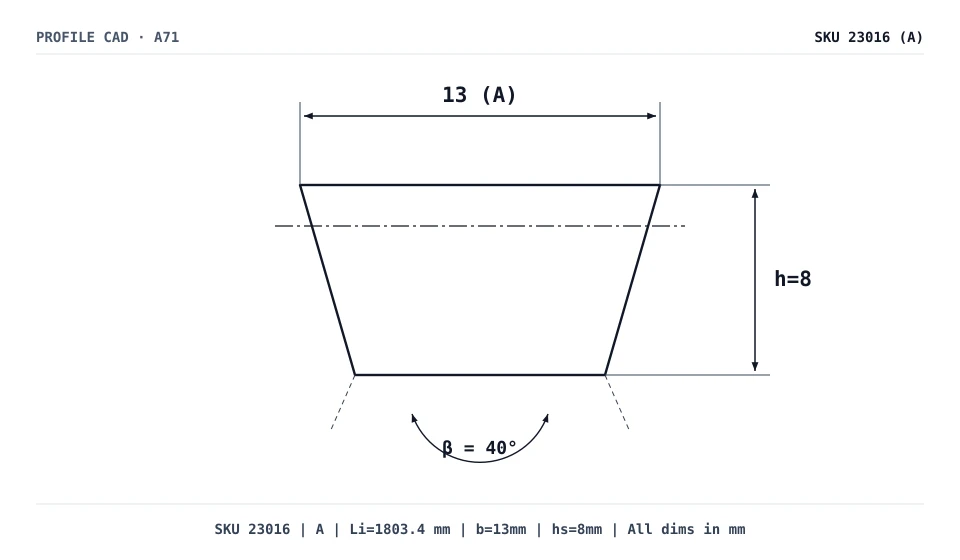 PROFILE CAD · A71
SKU 23016 (A)
13 (A)
h=8
β = 40°
SKU 23016 | A | Li=1803.4 mm | b=13mm | hs=8mm | All dims in mm